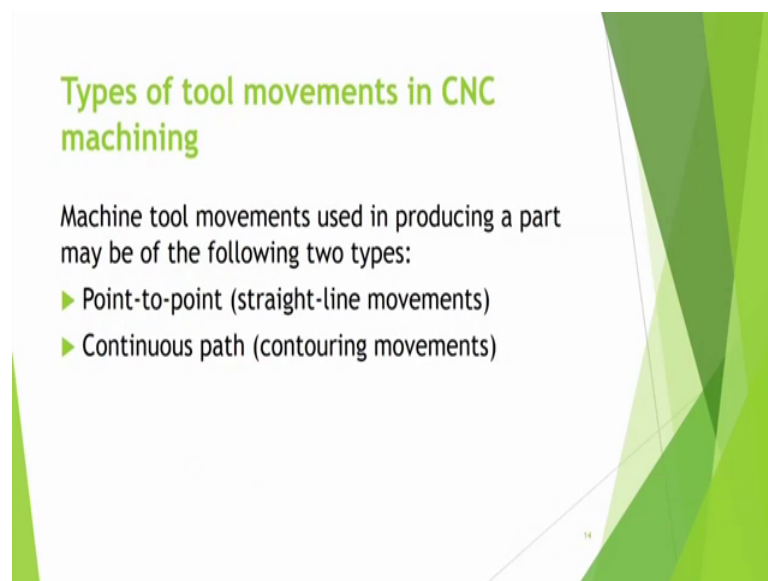 Types of tool movements in CNC
machining
Machine tool movements used in producing a part
may be of the following two types:
Point-to-point (straight-line movements)
Continuous path (contouring movements)
14